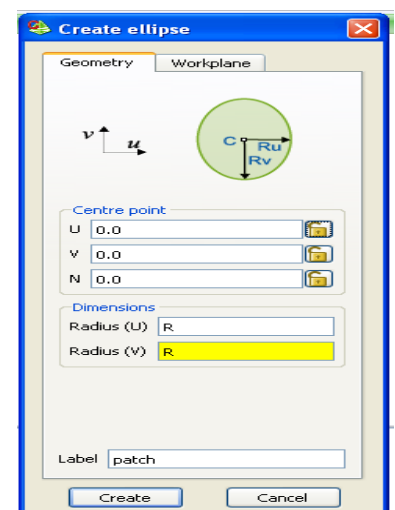 Create ellipse
Geometry Workplane
v
u
C
Ru
Rv
Centre point
U 0.0
V 0.0
N 0.0
Dimensions
Radius (U) R
Radius (V) R
Label patch
Create Cancel